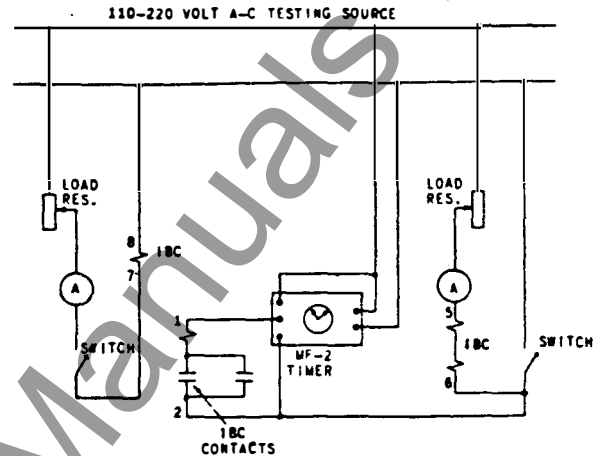 110-220 VOLT A-C TESTING SOURCE
LOAD
RES.
LOAD
RES.
8
IBC
7
A
A
5
IBC
6
1
SWITCH
SWITCH
MF-2
TIMER
2
IBC
CONTACTS
Manuals